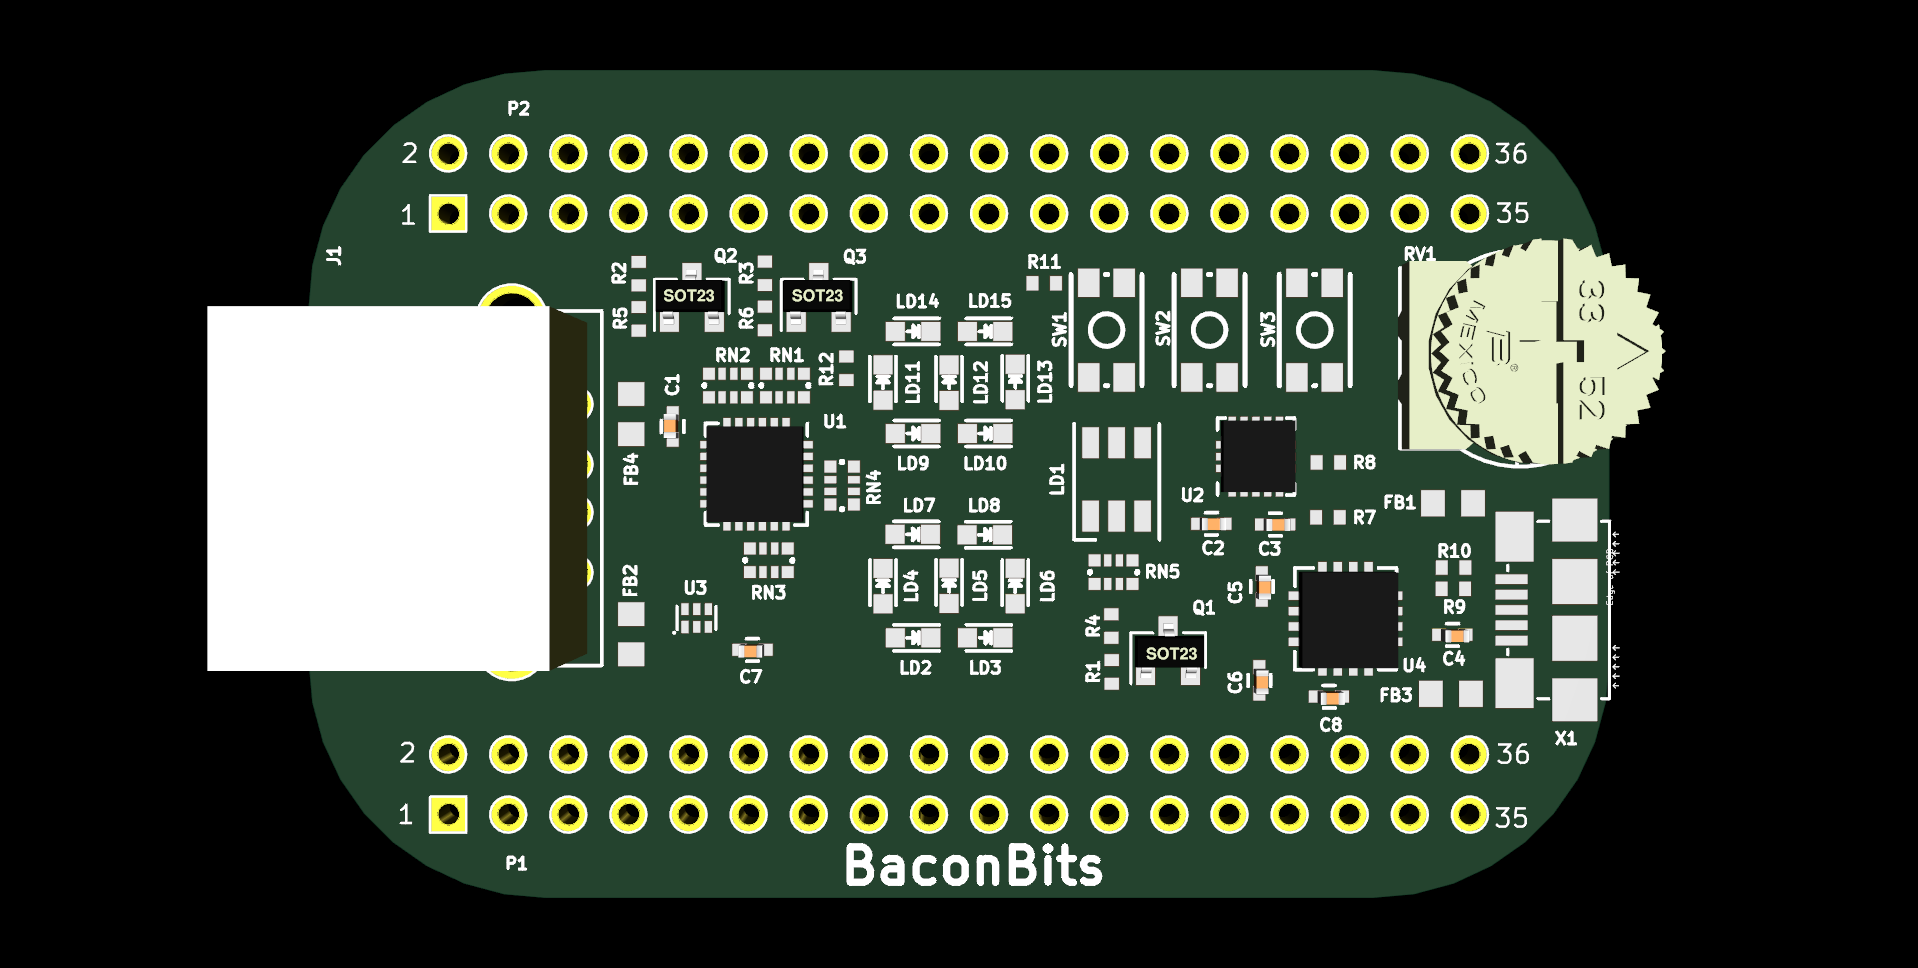 P2
2
36
1
35
J1
R2
Q2
R3
Q3
SOT23
SOT23
R5
R6
RN2
RN1
R12
C1
U1
RN4
FB4
RN3
FB2
U3
C7
LD14
LD15
LD11
LD12
LD13
LD9
LD10
LD7
LD8
LD4
LD5
LD6
LD2
LD3
R11
SW1
SW2
SW3
RV1
MEXICO
®
33
52
LD1
U2
R8
R7
C2
C3
FB1
R10
R9
C4
RN5
C5
Q1
R4
R1
SOT23
C6
U4
C8
FB3
X1
2
36
1
35
P1
BaconBits